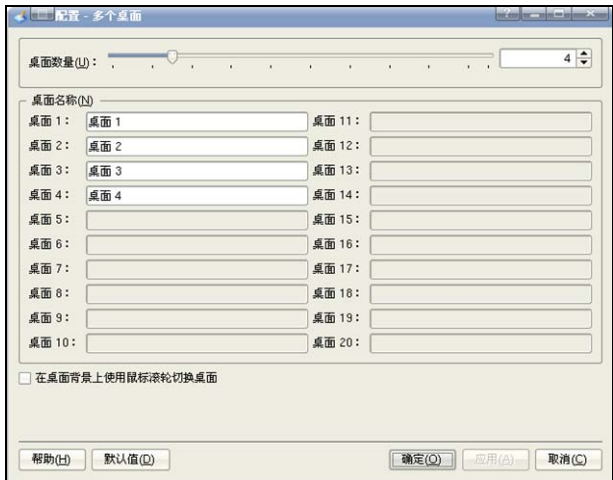 配置 - 多个桌面
桌面数量(U)： 4
桌面名称(N)
桌面 1： 桌面 1 桌面 11：
桌面 2： 桌面 2 桌面 12：
桌面 3： 桌面 3 桌面 13：
桌面 4： 桌面 4 桌面 14：
桌面 5： 桌面 15：
桌面 6： 桌面 16：
桌面 7： 桌面 17：
桌面 8： 桌面 18：
桌面 9： 桌面 19：
桌面 10： 桌面 20：
在桌面背景上使用鼠标滚轮切换桌面
帮助(H) 默认值(D) 确定(O) 应用(A) 取消(C)